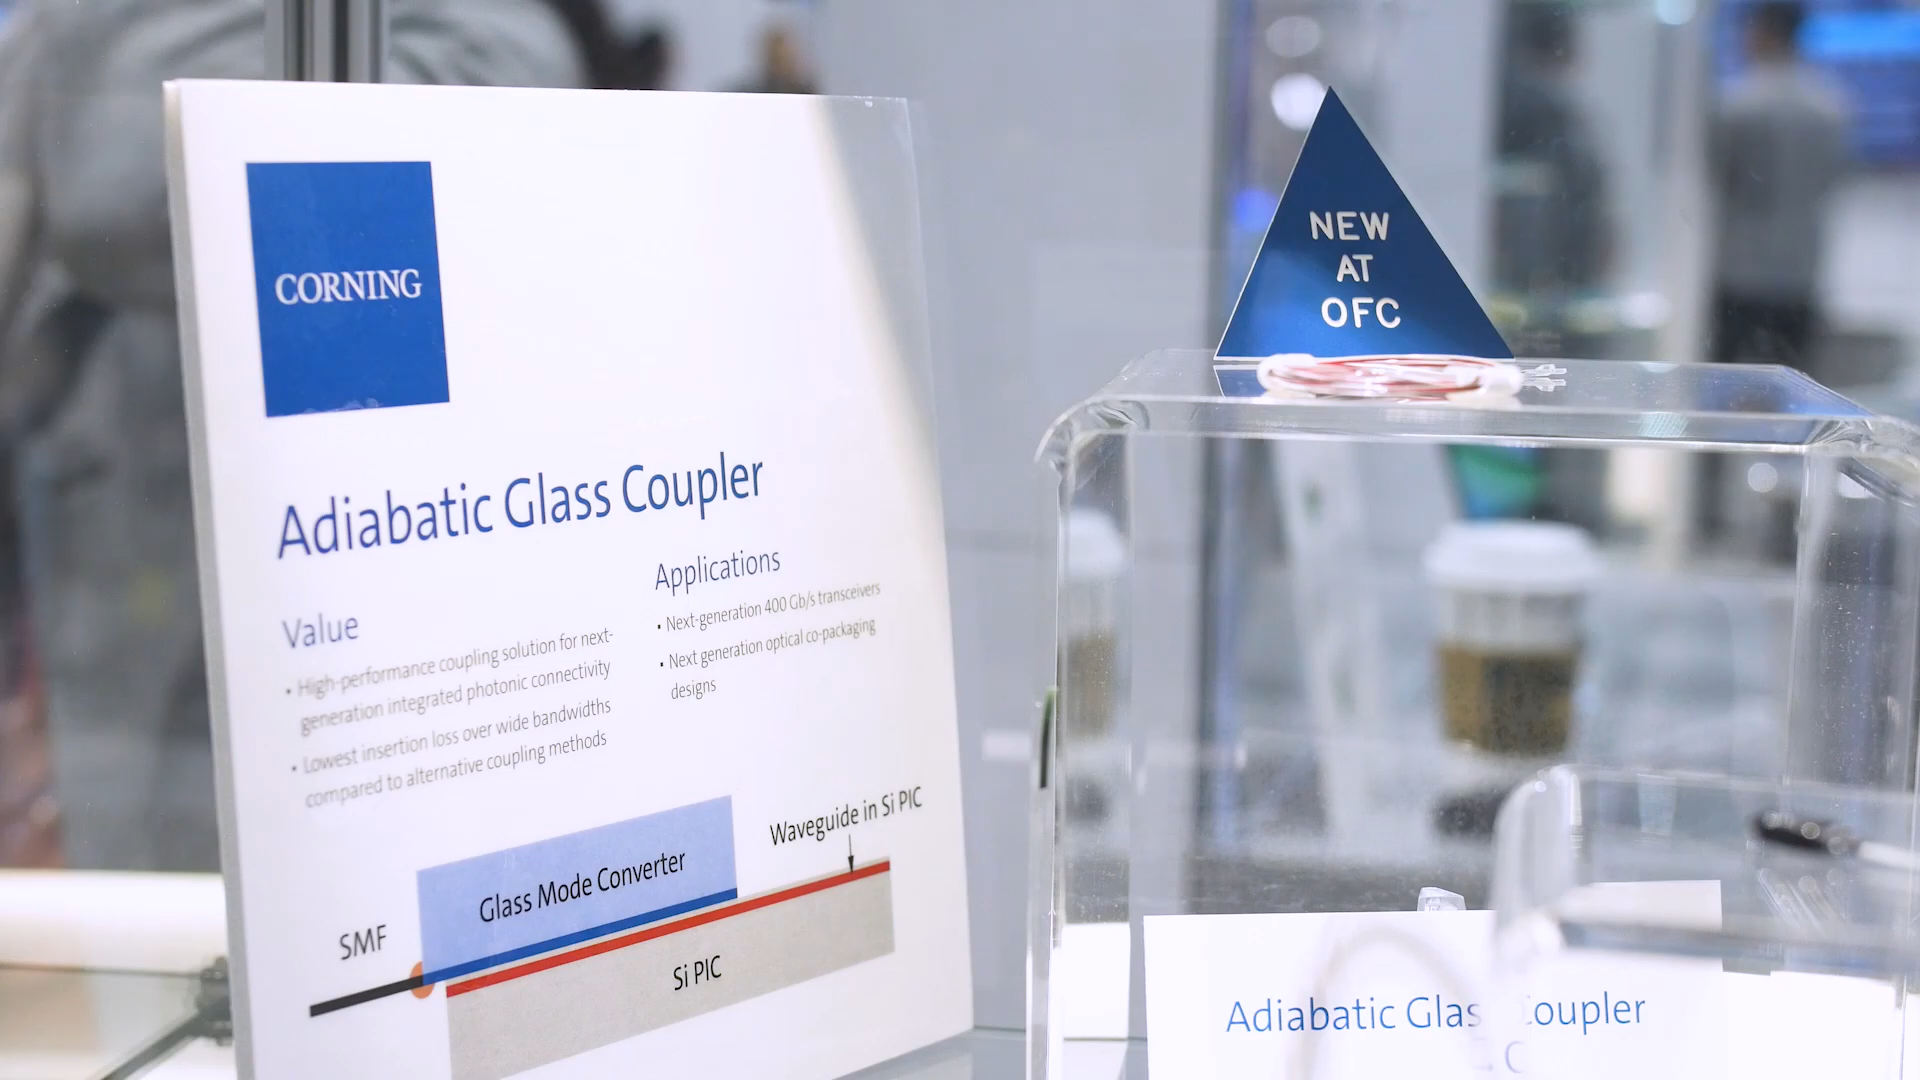 CORNING
Adiabatic Glass Coupler
Value
• High-performance coupling solution for next-
generation integrated photonic connectivity
• Lowest insertion loss over wide bandwidths
compared to alternative coupling methods
Applications
• Next-generation 400 Gb/s transceivers
• Next generation optical co-packaging
designs
Glass Mode Converter
Waveguide in Si PIC
SMF
Si PIC
NEW
AT
OFC
Adiabatic Glas oupler